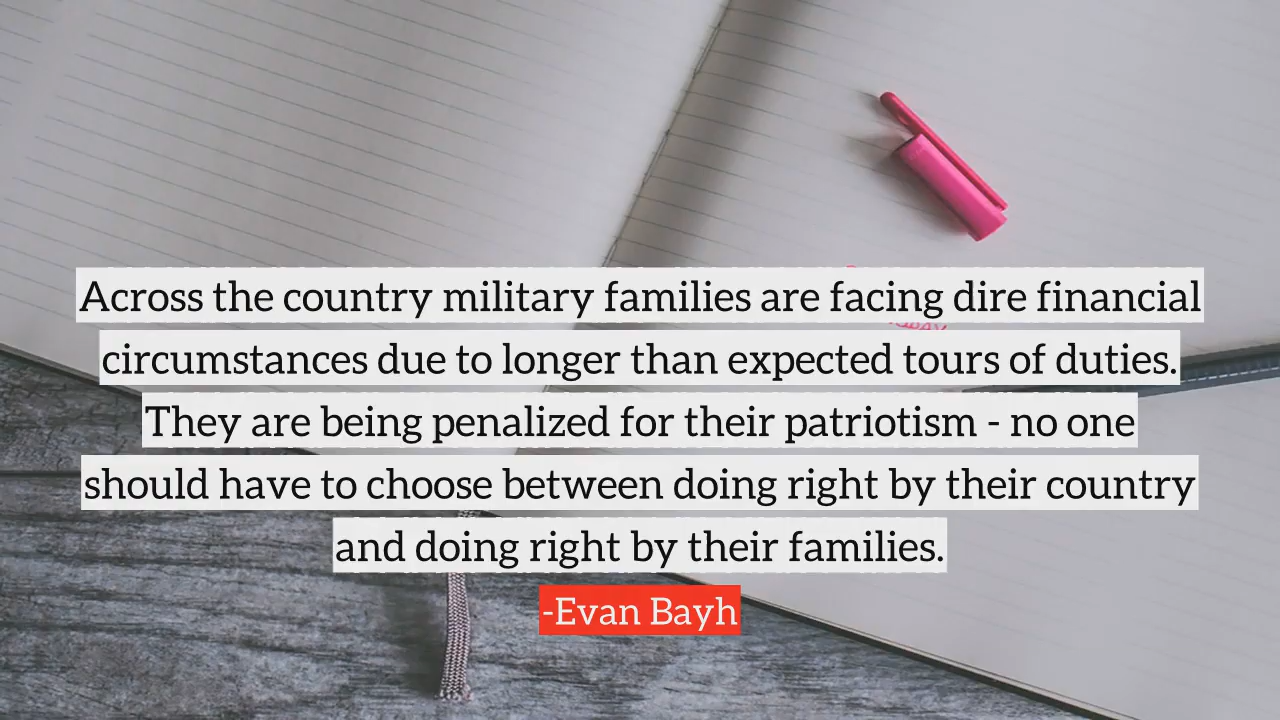 Across the country military families are facing dire financial
circumstances due to longer than expected tours of duties.
They are being penalized for their patriotism - no one
should have to choose between doing right by their country
and doing right by their families.
-Evan Bayh